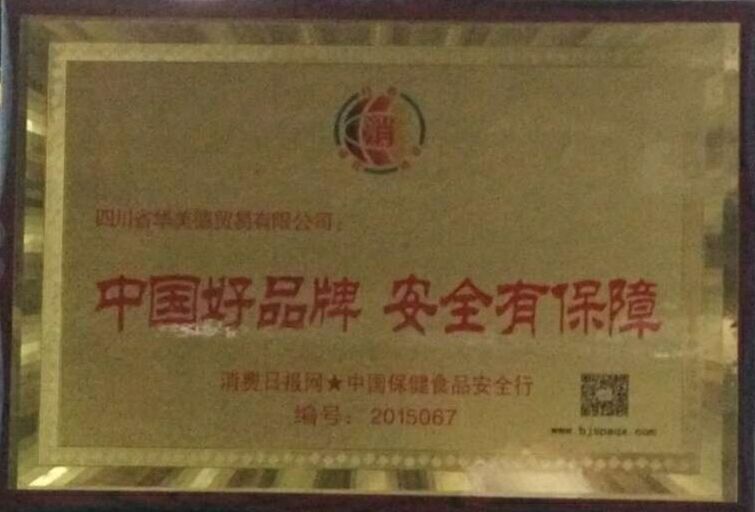 消
四川省华美德贸易有限公司：
中国好品牌 安全有保障
消费日报网★中国保健食品安全行
编号：2015067
www.bjspaqx.com